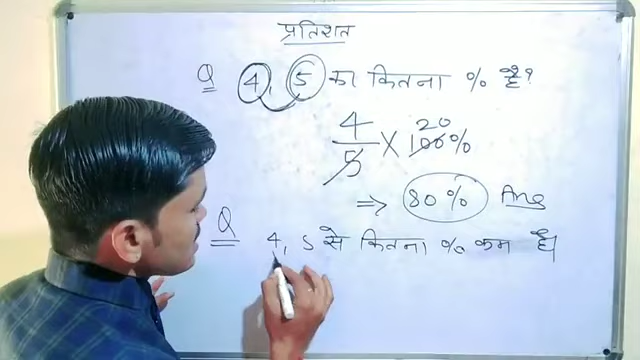 प्रतिशत
Q 4, 5 का कितना % है?
4/5 × 100% 20
⇒ 80% Ans
Q 4, 5 से कितना % कम है।